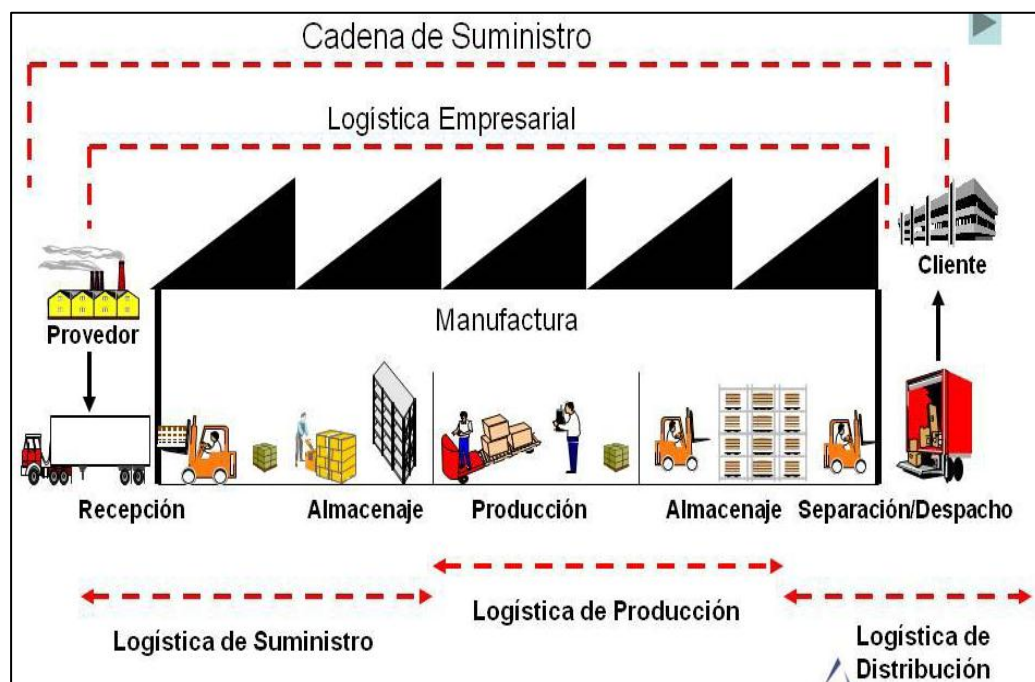 Cadena de Suministro
Logística Empresarial
Cliente
Manufactura
Provedor
Recepción
Almacenaje
Producción
Almacenaje
Separación/Despacho
Logística de Suministro
Logística de Producción
Logística de
Distribución